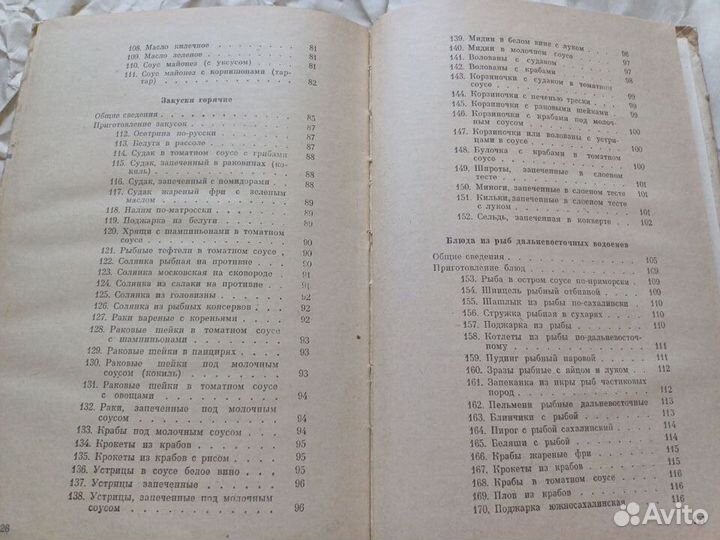 108. Масло килечное 81
109. Масло зеленое 81
110. Соус майонез (с уксусом) 81
111. Соус майонез с корнишонами (тар-
тар) 82
Закуски горячие
Общие сведения 85
Приготовление закусок 87
112. Осетрина по-русски 87
113. Белуга в рассоле 87
114. Судак в томатном соусе с грибами 88
115. Судак, запеченный в раковинах (ко-
киль) 88
116. Судак, запеченный с помидорами 88
117. Судак жареный фри с зеленым
маслом 89
118. Налим по-матросски 89
119. Поджарка из белуги 89
120. Хрящи с шампиньонами в томатном
соусе 90
121. Рыбные тефтели в томатном соусе 90
122. Солянка рыбная на противне 90
123. Солянка московская на сковороде 91
124. Солянка из салаки на противне 91
125. Солянка из головизны 92
126. Солянка из рыбных консервов 92
127. Раки вареные с кореньями 92
128. Раковые шейки в томатном соусе
с шампиньонами 93
129. Раковые шейки в панцирях 93
130. Раковые шейки под молочным
соусом (кокиль) 93
131. Раковые шейки в томатном соусе
с овощами 94
132. Раки, запеченные под молочным
соусом 94
133. Крабы под молочным соусом 94
134. Крокеты из крабов 95
135. Крокеты из крабов с рисом 95
136. Устрицы в соусе белое вино 95
137. Устрицы запеченные 96
138. Устрицы, запеченные под молочным
соусом 96
26
139. Мидии в белом вине с луком 96
140. Мидии в молочном соусе 96
141. Волованы с судаком 97
142. Волованы с крабами 97
143. Корзиночки с судаком в томатном
соусе 99
144. Корзиночки с печенью трески 99
145. Корзиночки с раковыми шейками 99
146. Корзиночки с крабами под молоч-
ным соусом 100
147. Корзиночки или волованы с устри-
цами в соусе 100
148. Булочка с крабами в томатном
соусе 100
149. Шпроты, запеченные в слоеном
тесте 101
150. Миноги, запеченные в слоеном тесте 101
151. Кильки, запеченные в слоеном тесте
с луком 101
152. Сельдь, запеченная в конверте 102
Блюда из рыб дальневосточных водоемов
Общие сведения 105
Приготовление блюд 109
153. Рыба в остром соусе по-приморски 109
154. Шницель рыбный отбивной 110
155. Шашлык из рыбы по-сахалински 110
156. Стружка рыбная в сухарях 110
157. Поджарка из рыбы 110
158. Котлеты из рыбы по-дальневосточ-
ному 111
159. Пудинг рыбный паровой 111
160. Зразы рыбные с яйцом и луком 111
161. Запеканка из икры рыб частиковых
пород 112
162. Пельмени рыбные дальневосточные 112
163. Блинчики с рыбой 113
164. Пирог с рыбой сахалинский 114
165. Беляши с рыбой 114
166. Крабы жареные фри 115
167. Крокеты из крабов 115
168. Крабы в томатном соусе 116
169. Плов из крабов 116
170. Поджарка южносахалинская 116
Avito